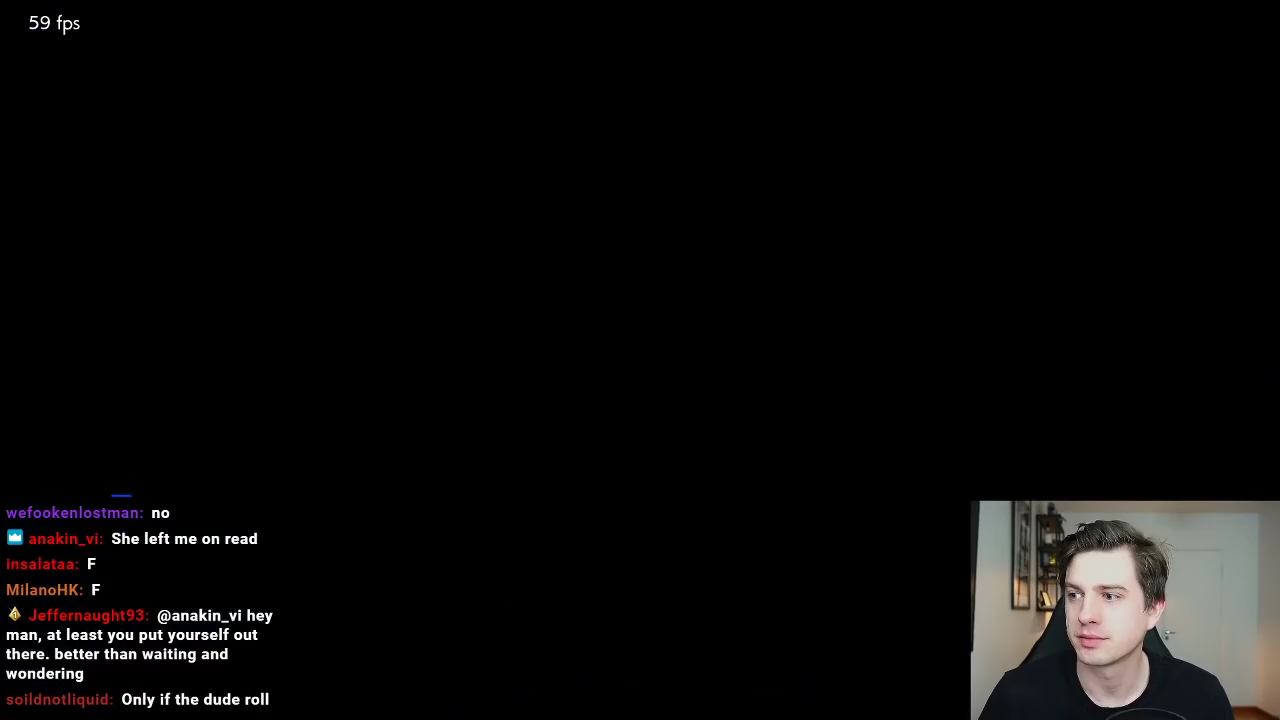 59 fps
wefookenlostman: no
anakin_vi: She left me on read
insalataa: F
MilanoHK: F
Jeffernaught93: @anakin_vi hey
man, at least you put yourself out
there. better than waiting and
wondering
soildnotliquid: Only if the dude roll